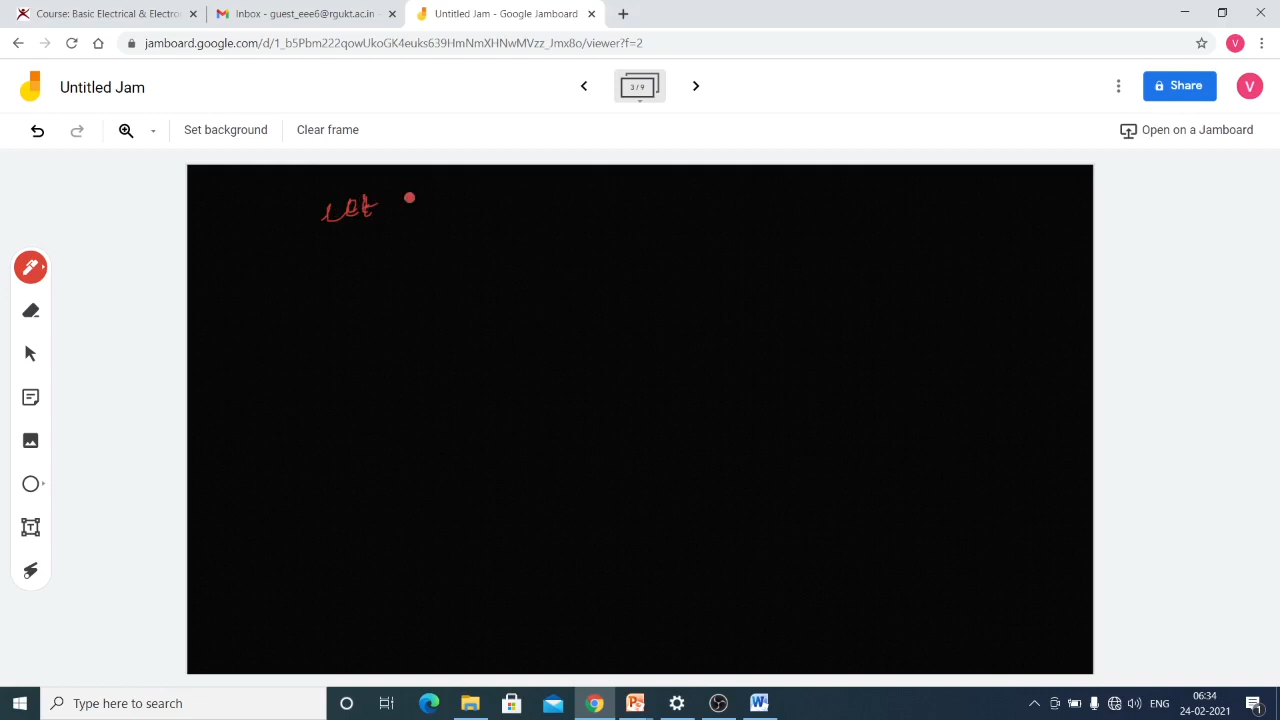 Course: Basic Electrical & Electro
Inbox - guest_eee6@rgukt.ac.in -
Untitled Jam - Google Jamboard
jamboard.google.com/d/1_b5Pbm222qowUkoGK4euks639HmNmXHNwMVzz_Jmx8o/viewer?f=2
V
Untitled Jam
3 / 9
Share
V
Set background
Clear frame
Open on a Jamboard
let
T
Type here to search
ENG
06:34
24-02-2021
1